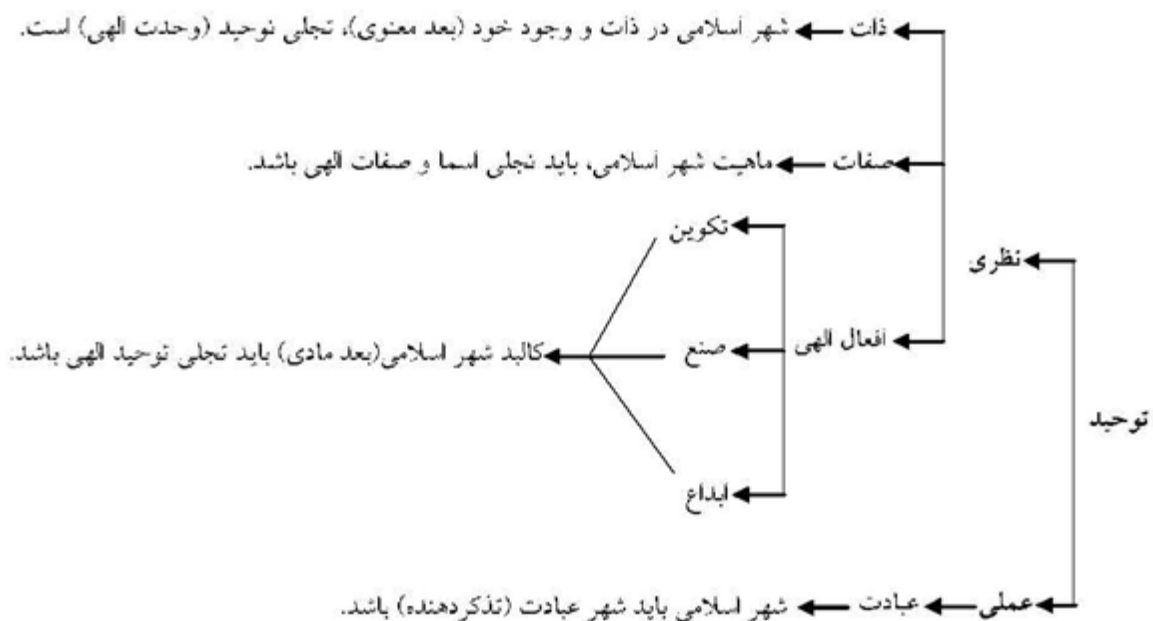 ذات
شهر اسلامی در ذات و وجود خود (بعد معنوی)، تجلی توحید (وحدت الهی) است.
صفات
ماهیت شهر اسلامی، باید تجلی اسما و صفات الهی باشد.
تکوین
نظری
افعال الهی
صنع
کالبد شهر اسلامی(بعد مادی) باید تجلی توحید الهی باشد.
توحید
ابداع
عملی
عبادت
شهر اسلامی باید شهر عبادت (تذکردهنده) باشد.